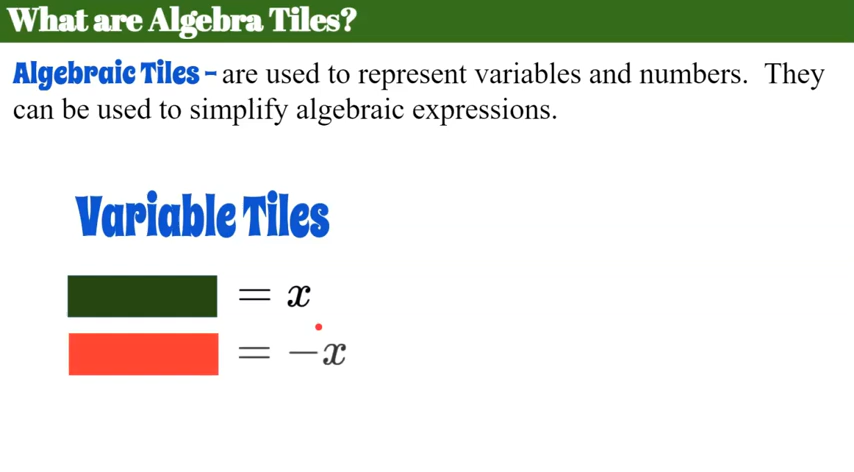 What are Algebra Tiles?
Algebraic Tiles – are used to represent variables and numbers. They
can be used to simplify algebraic expressions.
Variable Tiles
= x
= −x